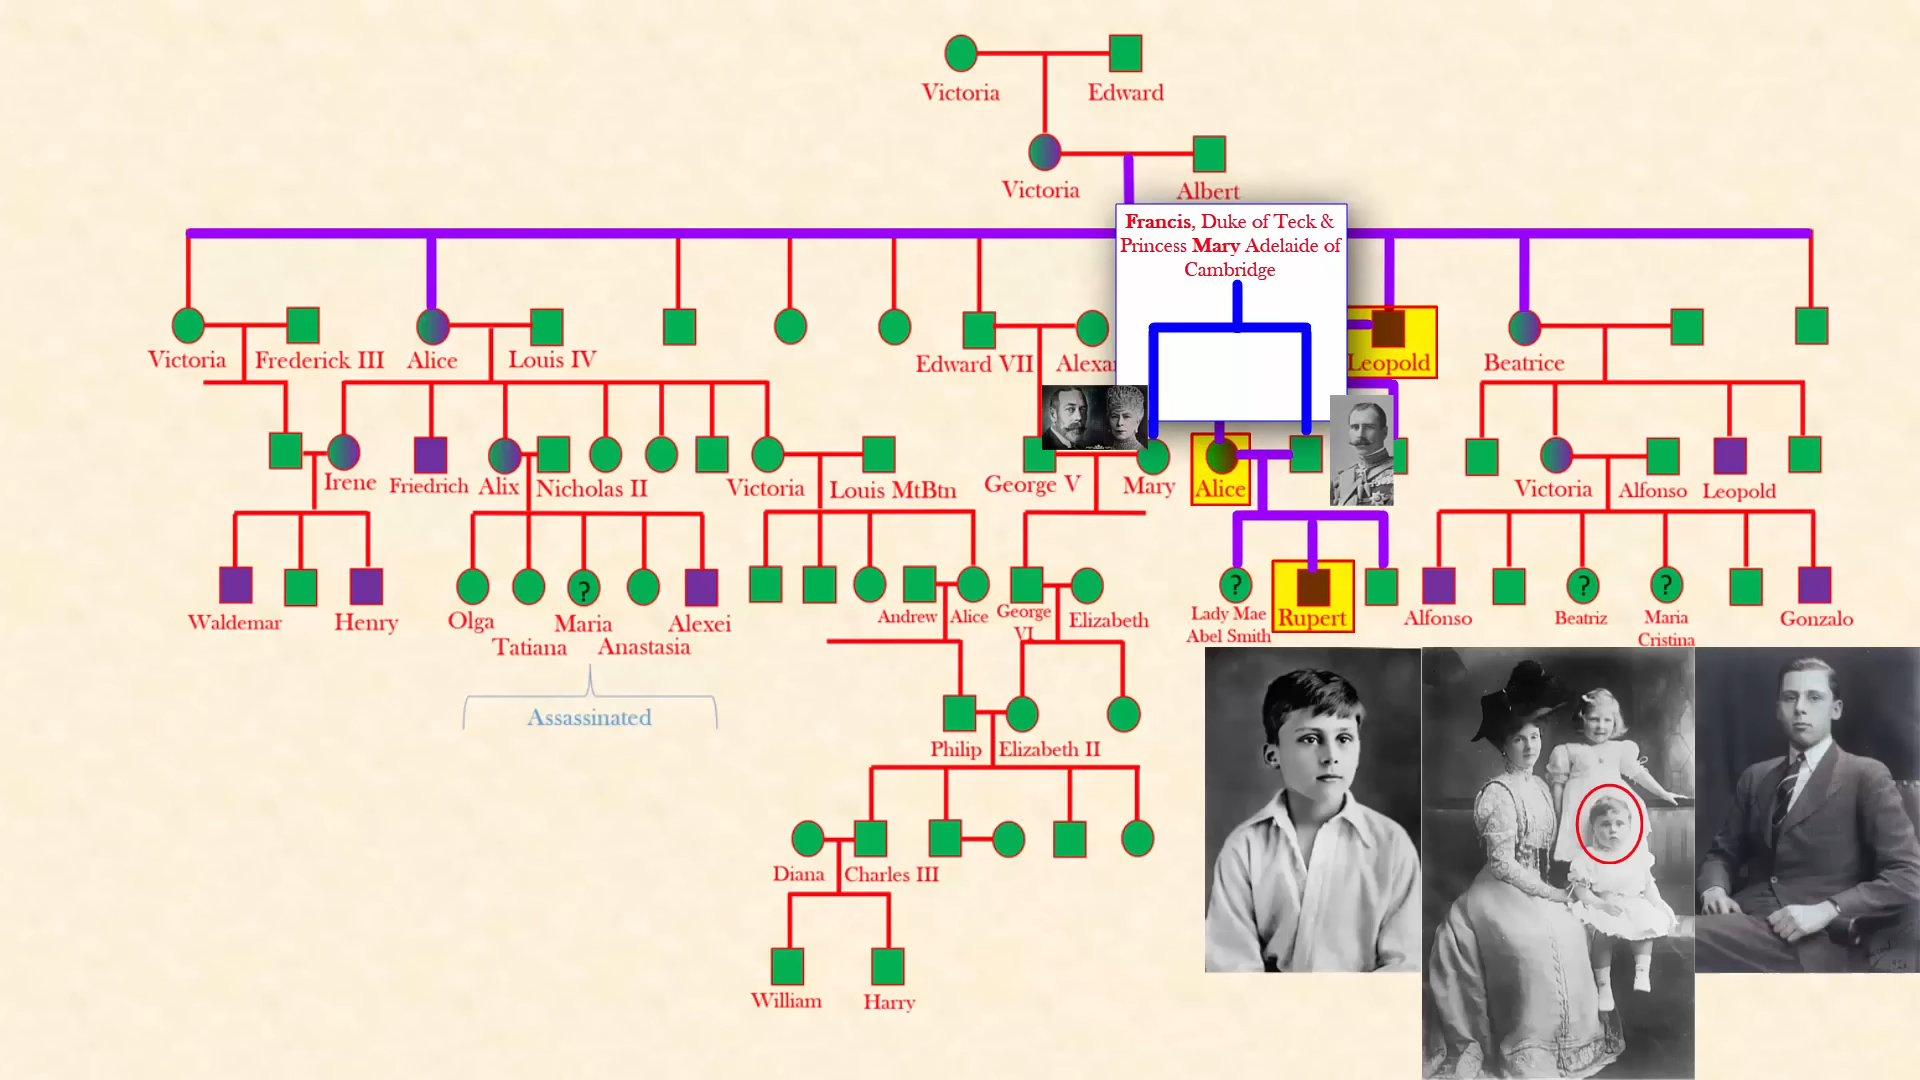 Victoria
Edward
Victoria
Albert
Francis, Duke of Teck &
Princess Mary Adelaide of
Cambridge
Victoria
Frederick III
Alice
Louis IV
Edward VII
Alexa
Leopold
Beatrice
Irene
Friedrich
Alix
Nicholas II
Victoria
Louis MtBtn
George V
Mary
Alice
Victoria
Alfonso
Leopold
?
?
?
?
Waldemar
Henry
Olga
Tatiana
Maria
Anastasia
Alexei
Andrew
Alice
George
VI
Elizabeth
Lady Mae
Abel Smith
Rupert
Alfonso
Beatriz
Maria
Cristina
Gonzalo
Assassinated
Philip
Elizabeth II
Diana
Charles III
William
Harry